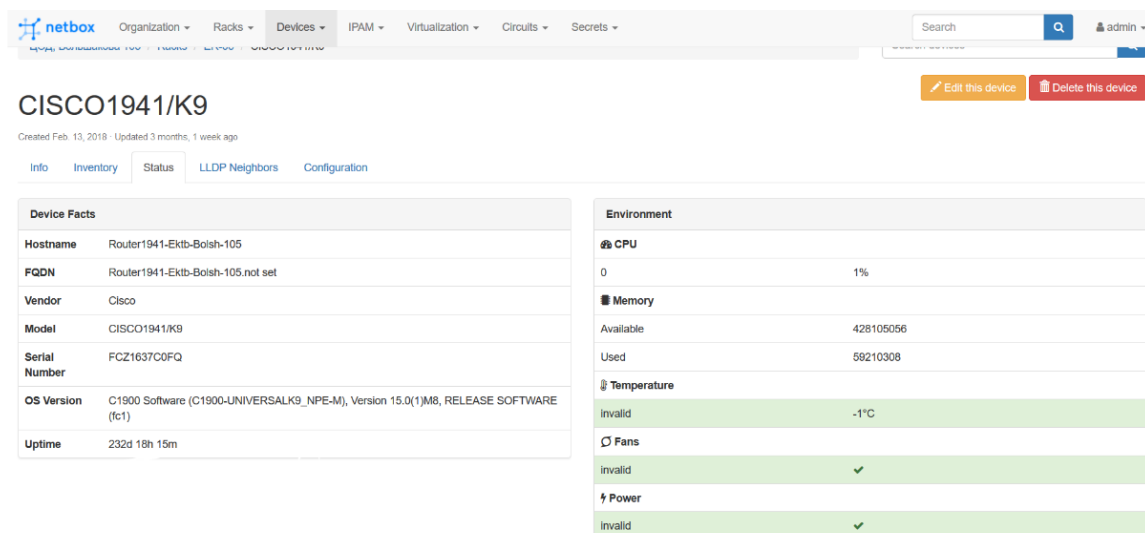 netbox Organization Racks Devices IPAM Virtualization Circuits Secrets Search admin
Edit this device Delete this device
CISCO1941/K9
Created Feb. 13, 2018 · Updated 3 months, 1 week ago
Info Inventory Status LLDP Neighbors Configuration
Device Facts
Hostname Router1941-Ektb-Bolsh-105
FQDN Router1941-Ektb-Bolsh-105.not set
Vendor Cisco
Model CISCO1941/K9
Serial
Number FCZ1637C0FQ
OS Version C1900 Software (C1900-UNIVERSALK9_NPE-M), Version 15.0(1)M8, RELEASE SOFTWARE
(fc1)
Uptime 232d 18h 15m
Environment
CPU
0 1%
Memory
Available 428105056
Used 59210308
Temperature
invalid -1°C
Fans
invalid ✔
Power
invalid ✔